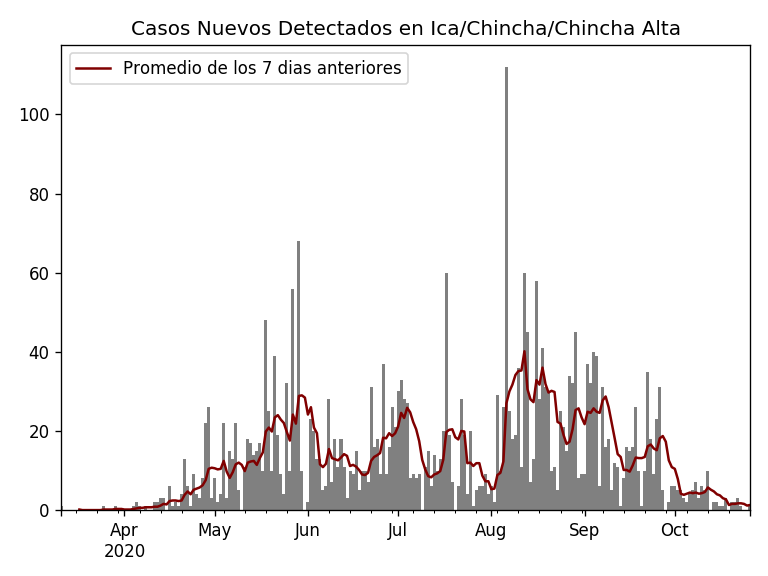 Casos Nuevos Detectados en Ica/Chincha/Chincha Alta
Promedio de los 7 dias anteriores
100
80
60
40
20
0
Apr May Jun Jul Aug Sep Oct
2020